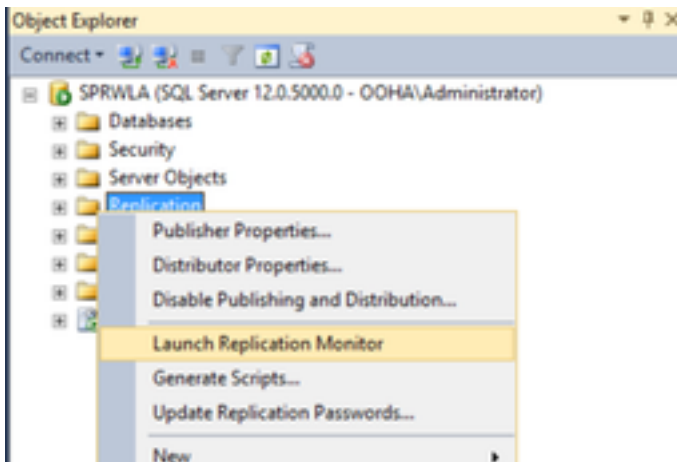 Object Explorer
Connect
SPRWLA (SQL Server 12.0.5000.0 - OOHA\Administrator)
Databases
Security
Server Objects
Replication
Publisher Properties...
Distributor Properties...
Disable Publishing and Distribution...
Launch Replication Monitor
Generate Scripts...
Update Replication Passwords...
New